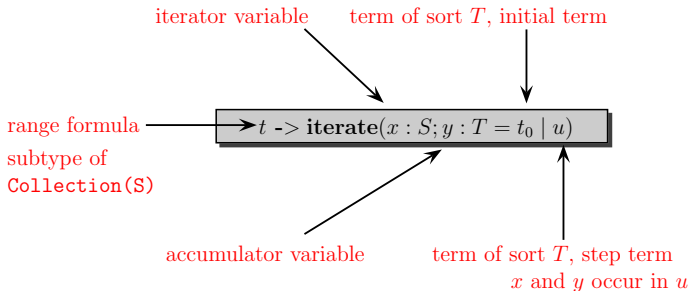 iterator variable
term of sort T, initial term
range formula
t -> iterate(x : S; y : T = t₀ | u)
subtype of
Collection(S)
accumulator variable
term of sort T, step term
x and y occur in u